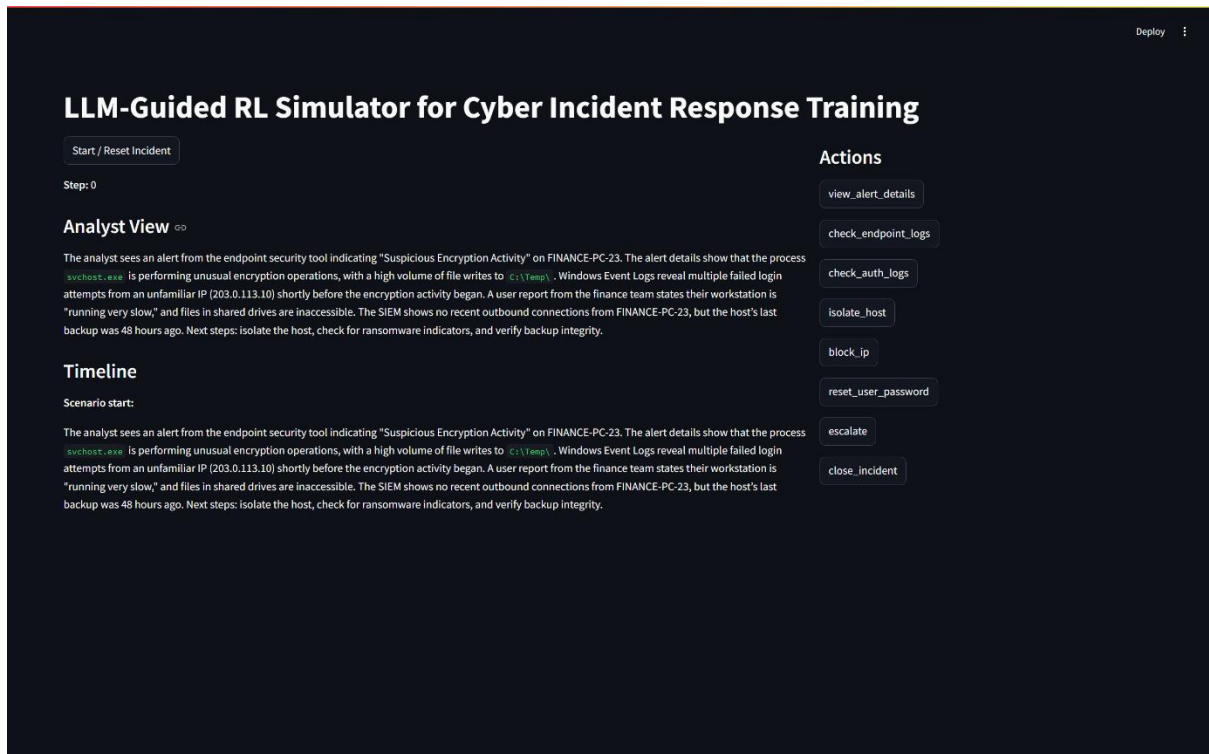 Deploy
LLM-Guided RL Simulator for Cyber Incident Response Training
Start / Reset Incident
Step: 0
Analyst View
The analyst sees an alert from the endpoint security tool indicating "Suspicious Encryption Activity" on FINANCE-PC-23. The alert details show that the process
svchost.exe is performing unusual encryption operations, with a high volume of file writes to C:\Temp\ . Windows Event Logs reveal multiple failed login
attempts from an unfamiliar IP (203.0.113.10) shortly before the encryption activity began. A user report from the finance team states their workstation is
"running very slow," and files in shared drives are inaccessible. The SIEM shows no recent outbound connections from FINANCE-PC-23, but the host's last
backup was 48 hours ago. Next steps: isolate the host, check for ransomware indicators, and verify backup integrity.
Timeline
Scenario start:
The analyst sees an alert from the endpoint security tool indicating "Suspicious Encryption Activity" on FINANCE-PC-23. The alert details show that the process
svchost.exe is performing unusual encryption operations, with a high volume of file writes to C:\Temp\ . Windows Event Logs reveal multiple failed login
attempts from an unfamiliar IP (203.0.113.10) shortly before the encryption activity began. A user report from the finance team states their workstation is
"running very slow," and files in shared drives are inaccessible. The SIEM shows no recent outbound connections from FINANCE-PC-23, but the host's last
backup was 48 hours ago. Next steps: isolate the host, check for ransomware indicators, and verify backup integrity.
Actions
view_alert_details
check_endpoint_logs
check_auth_logs
isolate_host
block_ip
reset_user_password
escalate
close_incident